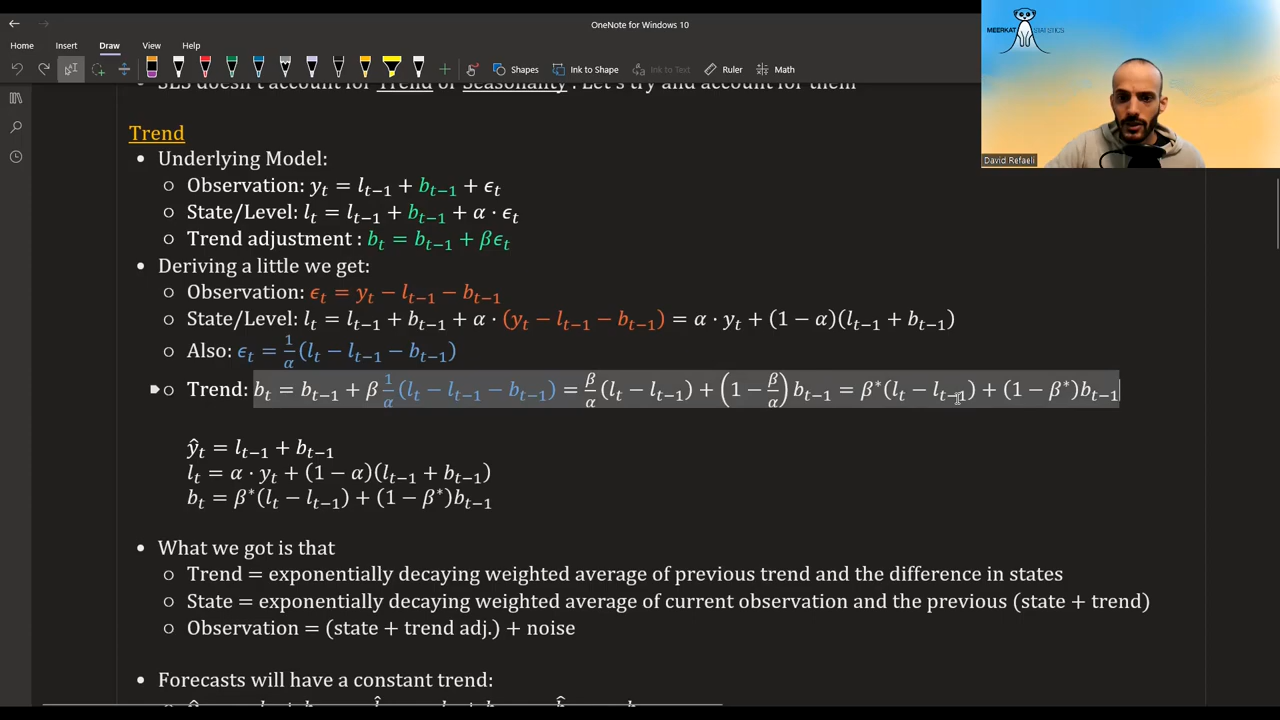 OneNote for Windows 10
Home Insert Draw View Help
Shapes Ink to Shape Ink to Text Ruler Math
MEERKAT STATISTICS
David Refaeli
SES doesn't account for Trend or Seasonality . Let's try and account for them
Trend
• Underlying Model:
○ Observation: y_t = l_{t−1} + b_{t−1} + ϵ_t
○ State/Level: l_t = l_{t−1} + b_{t−1} + α · ϵ_t
○ Trend adjustment : b_t = b_{t−1} + βϵ_t
• Deriving a little we get:
○ Observation: ϵ_t = y_t − l_{t−1} − b_{t−1}
○ State/Level: l_t = l_{t−1} + b_{t−1} + α · (y_t − l_{t−1} − b_{t−1}) = α · y_t + (1 − α)(l_{t−1} + b_{t−1})
○ Also: ϵ_t = 1/α (l_t − l_{t−1} − b_{t−1})
○ Trend: b_t = b_{t−1} + β 1/α (l_t − l_{t−1} − b_{t−1}) = β/α (l_t − l_{t−1}) + (1 − β/α) b_{t−1} = β*(l_t − l_{t−1}) + (1 − β*)b_{t−1}
ŷ_t = l_{t−1} + b_{t−1}
l_t = α · y_t + (1 − α)(l_{t−1} + b_{t−1})
b_t = β*(l_t − l_{t−1}) + (1 − β*)b_{t−1}
• What we got is that
○ Trend = exponentially decaying weighted average of previous trend and the difference in states
○ State = exponentially decaying weighted average of current observation and the previous (state + trend)
○ Observation = (state + trend adj.) + noise
• Forecasts will have a constant trend: